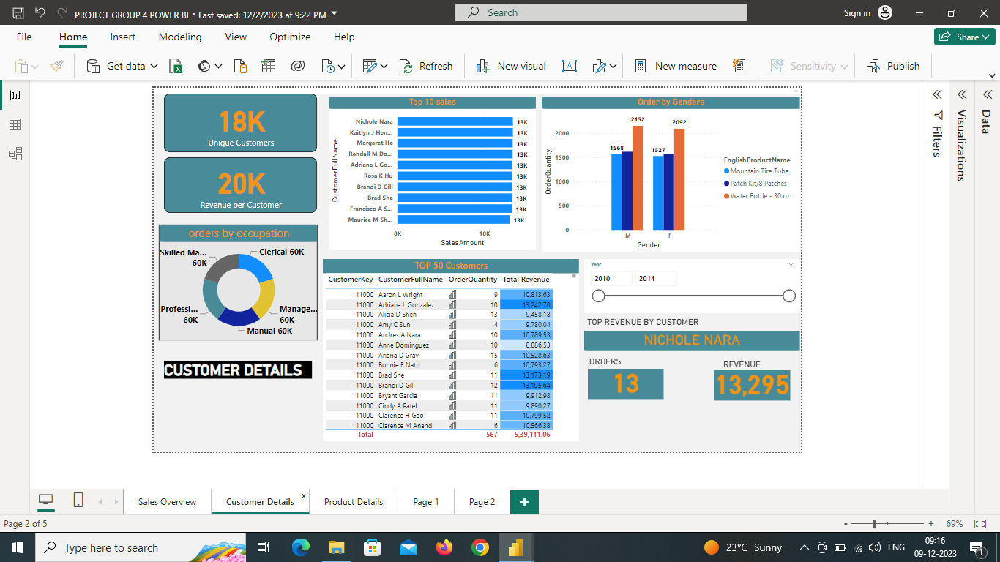 PROJECT GROUP 4 POWER BI • Last saved: 12/2/2023 at 9:22 PM
Search
Sign in
File Home Insert Modeling View Optimize Help
Share
Get data
Refresh
New visual
New measure
Sensitivity
Publish
18K
Unique Customers
20K
Revenue per Customer
orders by occupation
Skilled Ma...
60K
Clerical 60K
Professi...
60K
Manage...
60K
Manual 60K
CUSTOMER DETAILS
Top 10 sales
CustomerFullName
Nichole Nara 13K
Kaitlyn J Hen... 13K
Margaret He 13K
Randall M Do... 13K
Adriana L Go... 13K
Rosa K Hu 13K
Brandi D Gill 13K
Brad She 13K
Francisco A S... 13K
Maurice M Sh... 13K
0K 10K
SalesAmount
Order by Genders
OrderQuantity
2000
1500
1000
500
0
1568
2152
1527
2092
M F
Gender
EnglishProductName
Mountain Tire Tube
Patch Kit/8 Patches
Water Bottle - 30 oz.
TOP 50 Customers
CustomerKey CustomerFullName OrderQuantity Total Revenue
11000 Aaron L Wright 9 10,813.63
11000 Adriana L Gonzalez 10 13,242.70
11000 Alicia D Shen 13 9,458.18
11000 Amy C Sun 4 9,780.04
11000 Andres A Nara 10 10,789.53
11000 Anne Dominguez 10 8,886.53
11000 Ariana D Gray 15 10,528.63
11000 Bonnie F Nath 6 10,793.27
11000 Brad She 11 13,173.19
11000 Brandi D Gill 12 13,195.64
11000 Bryant Garcia 11 9,912.98
11000 Cindy A Patel 11 9,890.27
11000 Clarence H Gao 11 10,799.52
11000 Clarence M Anand 6 10,566.38
Total 567 5,39,111.06
Year
2010 2014
TOP REVENUE BY CUSTOMER
NICHOLE NARA
ORDERS
13
REVENUE
13,295
Filters
Visualizations
Data
Sales Overview
Customer Details x
Product Details
Page 1
Page 2
+
Page 2 of 5
- + 69%
Type here to search
23°C Sunny
ENG
09:16
09-12-2023
1